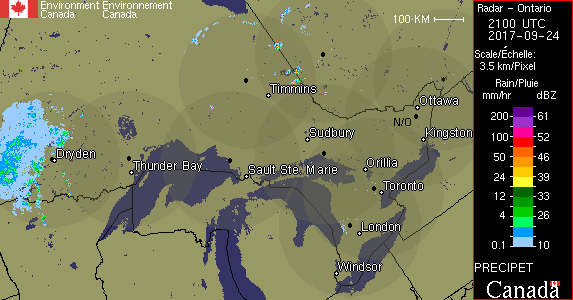 Environment Environnement
Canada Canada
100 KM
Radar - Ontario
2100 UTC
2017-09-24
Scale/Échelle:
3.5 km/Pixel
Rain/Pluie
mm/hr dBZ
200 61
100 52
50 46
24 39
12 33
4 26
0.1 10
PRECIPET
Canada
Timmins
Ottawa
N/O
Sudbury
Kingston
Dryden
Thunder Bay
Sault Ste. Marie
Orillia
Toronto
London
Windsor